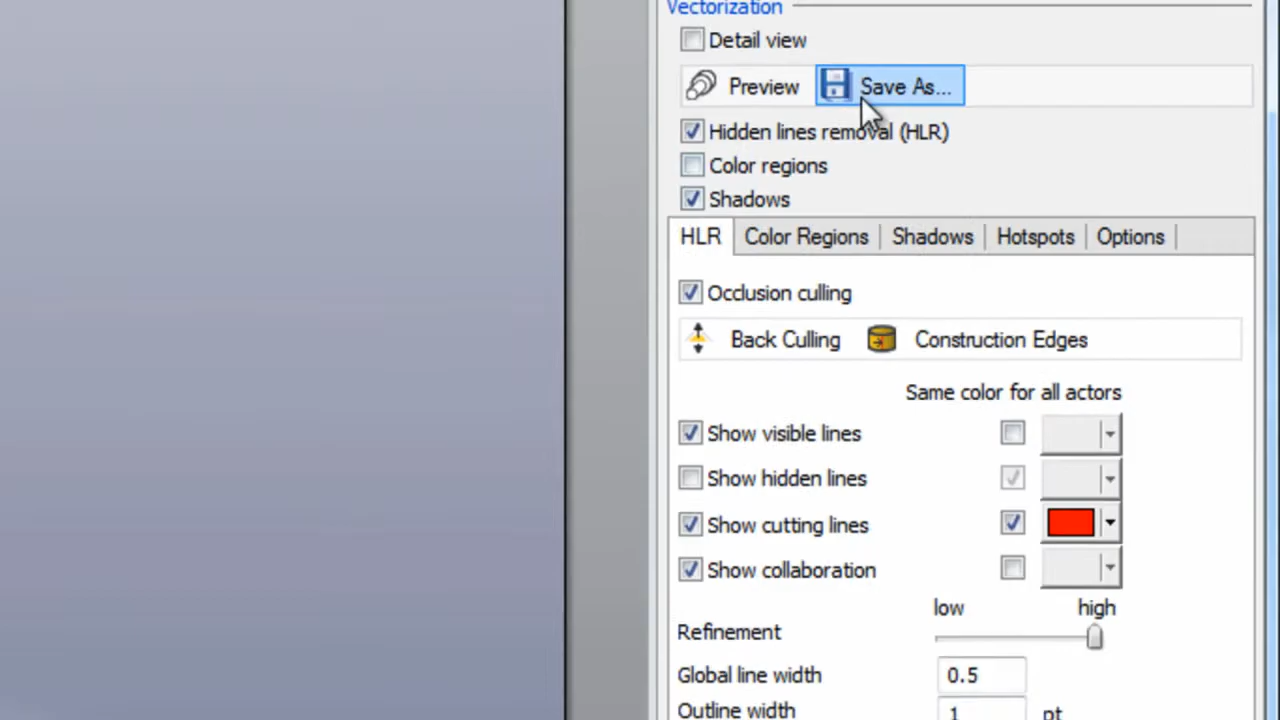 Vectorization
Detail view
Preview Save As...
Hidden lines removal (HLR)
Color regions
Shadows
HLR Color Regions Shadows Hotspots Options
Occlusion culling
Back Culling Construction Edges
Same color for all actors
Show visible lines
Show hidden lines
Show cutting lines
Show collaboration
low high
Refinement
Global line width 0.5
Outline width 1 pt